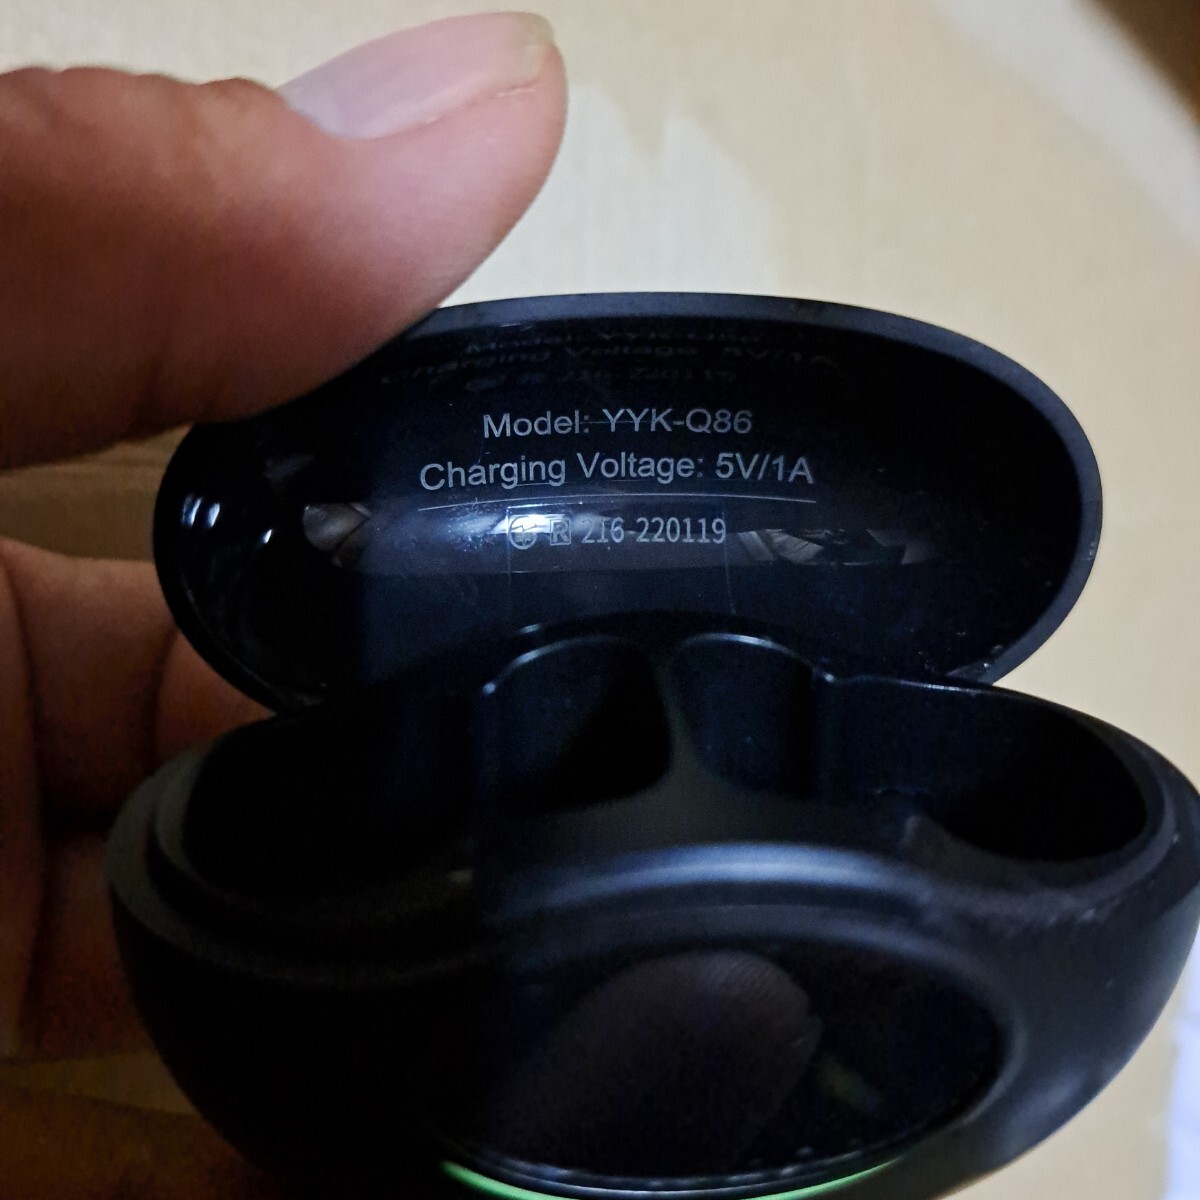 Model: YYK-Q86
Charging Voltage: 5V/1A
R 216-220119